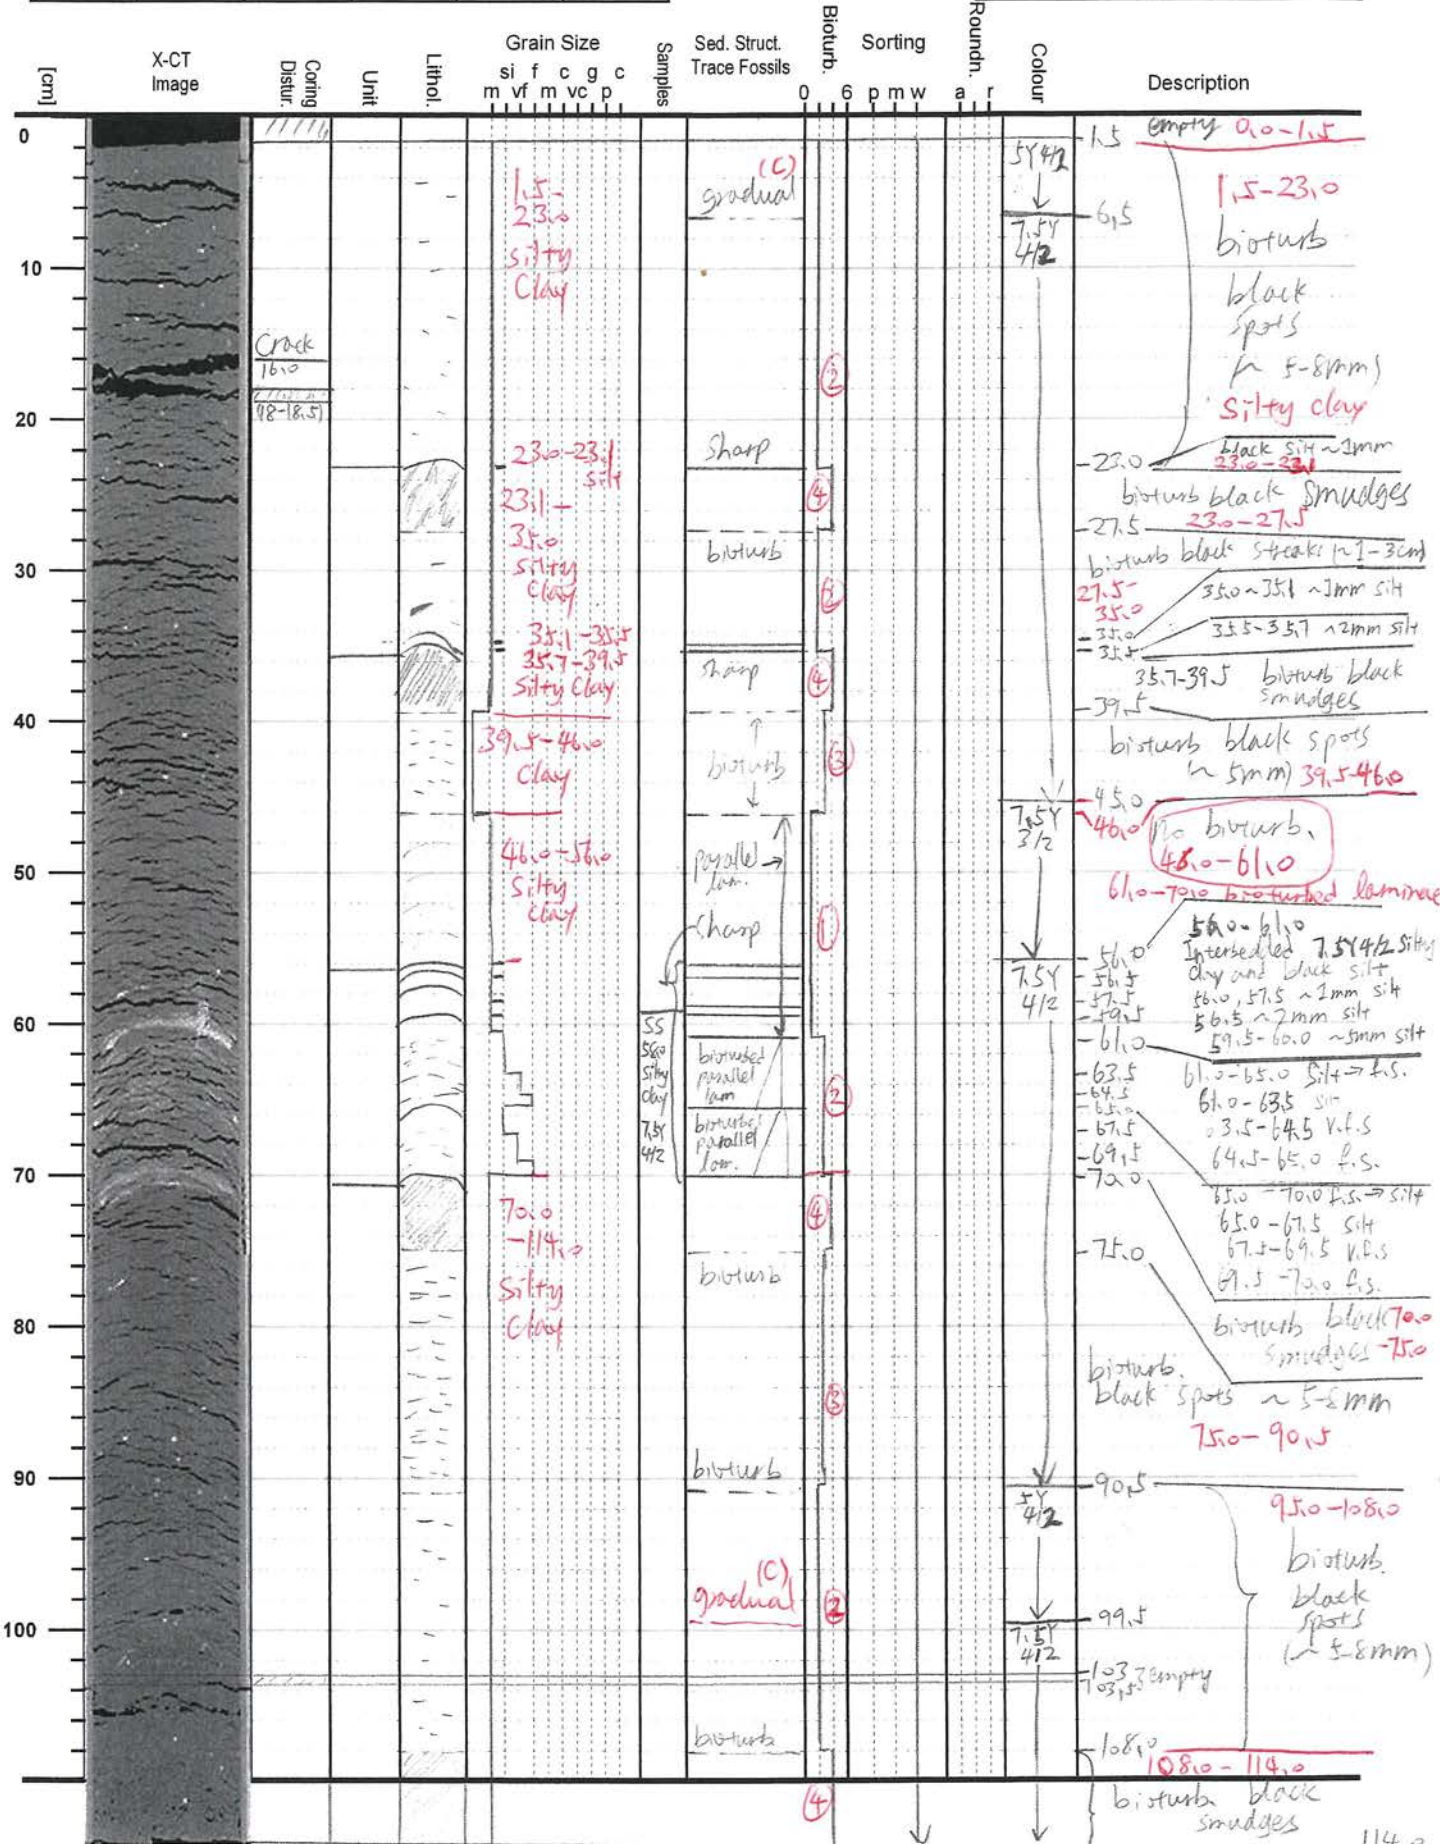 [cm]
X-CT
Image
Coring
Distur.
Unit
Lithol.
Grain Size
si f c g c
m vf m vc p
Samples
Sed. Struct.
Trace Fossils
Bioturb.
0 6
Sorting
p m w
Roundn.
a r
Colour
Description
0
10
20
30
40
50
60
70
80
90
100
Crack
16.0
1.5-
23.0
silty
Clay
23.0-23.1
silt
23.1-
35.0
silty
Clay
35.1-35.5
35.7-39.5
silty Clay
39.5-46.0
Clay
46.0-56.0
Silty
Clay
70.0
-114.0
Silty
Clay
SS
58.0
silty
clay
7.5Y
4/2
(C)
gradual
Sharp
bioturb
sharp
bioturb
parallel
lam.
Sharp
bioturbed
parallel
lam
bioturbed
parallel
lam.
bioturb
bioturb
(C)
gradual
bioturb
2
4
2
4
3
1
2
4
3
2
4
5Y 4/2
7.5Y
4/2
7.5Y
3/2
7.5Y
4/2
5Y
4/2
7.5Y
4/2
1.5
empty 0.0-1.5
6.5
1.5-23.0
bioturb
black
spots
(~ 5-8mm)
Silty clay
23.0
black silt ~1mm
23.0-23.1
bioturb black smudges
27.5
23.0-27.5
bioturb black streaks (~1-3cm)
27.5-
35.0
35.0~35.1 ~1mm silt
35.0
35.5-35.7 ~2mm silt
35.5
35.7-39.5 bioturb black
smudges
39.5
bioturb black spots
(~ 5mm) 39.5-46.0
45.0
46.0
No bioturb.
46.0-61.0
61.0-70.0 bioturbed laminae
56.0-61.0
Interbedded 7.5Y4/2 silty
clay and black silt
56.0, 57.5 ~1mm silt
56.5 ~2mm silt
59.5-60.0 ~5mm silt
56.0
56.5
57.5
59.5
61.0
63.5
64.5
65.0
67.5
69.5
70.0
61.0-65.0 Silt → f.s.
61.0-63.5 silt
63.5-64.5 v.f.s
64.5-65.0 f.s.
65.0-70.0 f.s. → silt
65.0-67.5 silt
67.5-69.5 v.f.s
69.5-70.0 f.s.
75.0
bioturb black 70.0
smudges -75.0
bioturb.
black spots ~ 5-8mm
75.0-90.5
90.5
95.0-108.0
bioturb.
black
spots
(~ 5-8mm)
99.5
103
103.5 empty
108.0
108.0-114.0
bioturb. black
smudges